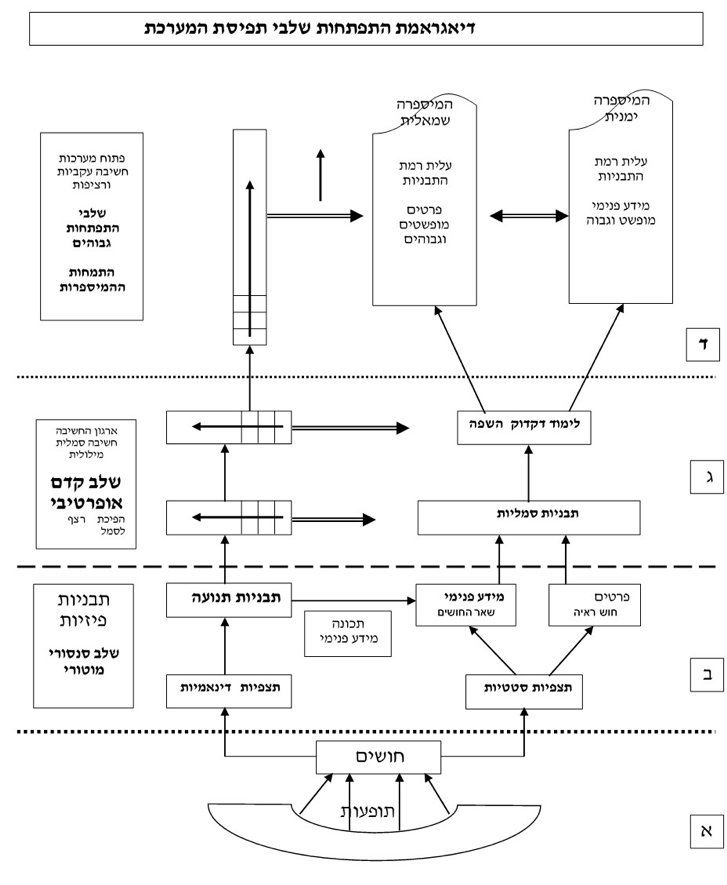 דיאגראמת התפתחות שלבי תפיסת המערכת
המיספרה
ימנית
עלית רמת
התבניות
מידע פנימי
מופשט וגבוה
המיספרה
שמאלית
עלית רמת
התבניות
פרטים
מופשטים
וגבוהים
פתוח מערכות
חשיבה עקביות
ורציפות
שלבי
התפתחות
גבוהים
התמחות
ההמיספרות
ד
לימוד דקדוק השפה
ארגון החשיבה
חשיבה סמלית
מילולית
שלב קדם
אופרטיבי
הפיכת רצף
לסמל
ג
תבניות סמליות
פרטים
חוש ראיה
מידע פנימי
שאר החושים
תבניות תנועה
תכונה
מידע פנימי
תבניות
פיזיות
שלב סנסורי
מוטורי
ב
תצפיות סטטיות
תצפיות דינאמיות
חושים
תופעות
א